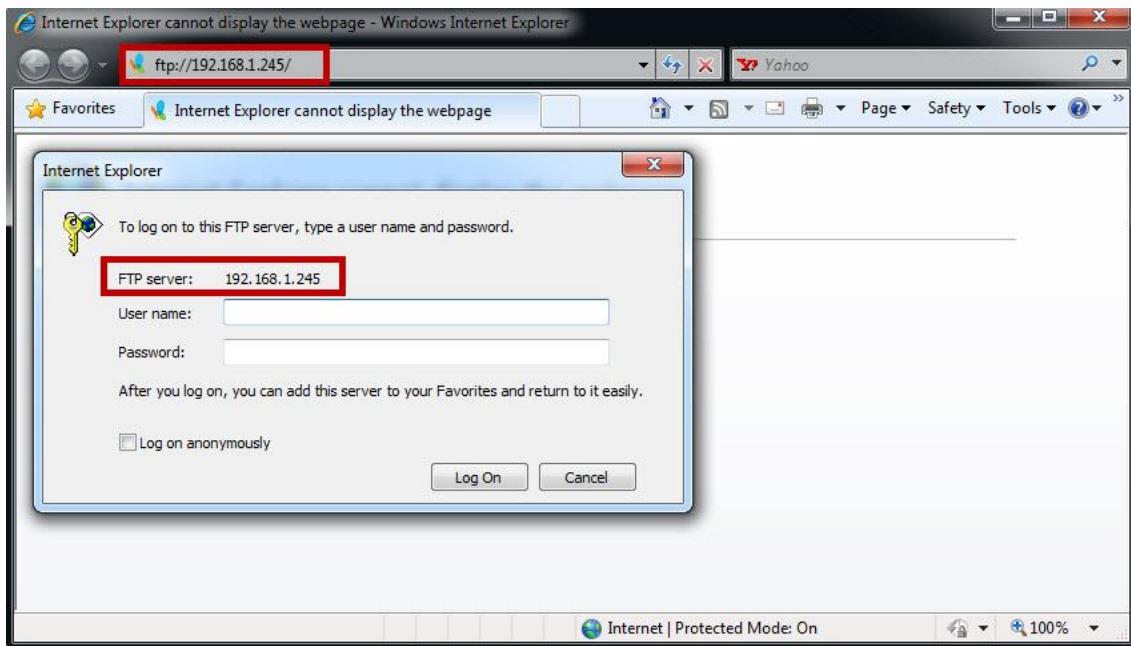 Internet Explorer cannot display the webpage - Windows Internet Explorer
ftp://192.168.1.245/
Yahoo
Favorites
Internet Explorer cannot display the webpage
Page
Safety
Tools
Internet Explorer
To log on to this FTP server, type a user name and password.
FTP server: 192.168.1.245
User name:
Password:
After you log on, you can add this server to your Favorites and return to it easily.
Log on anonymously
Log On
Cancel
Internet | Protected Mode: On
100%